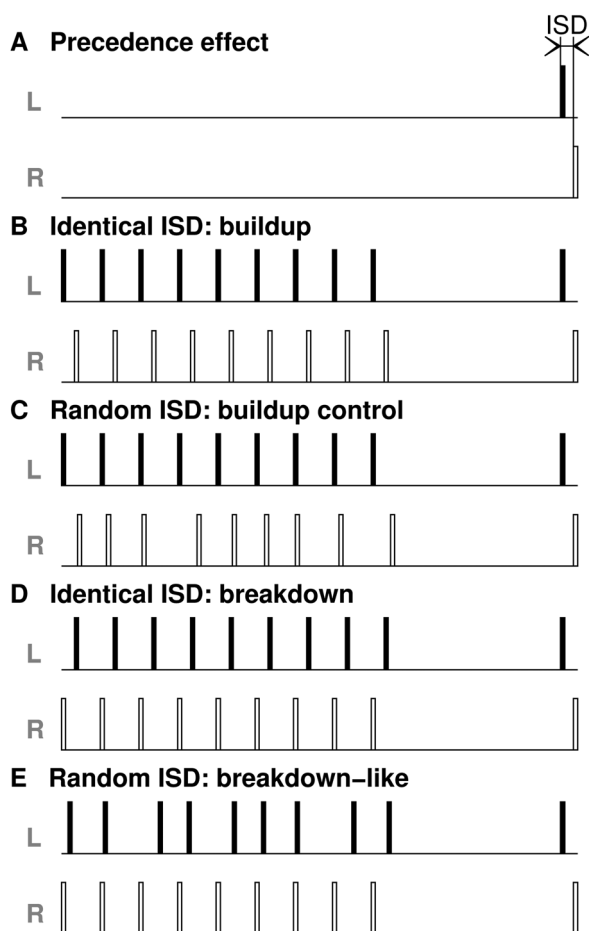 ISD
A Precedence effect
L
R
B Identical ISD: buildup
L
R
C Random ISD: buildup control
L
R
D Identical ISD: breakdown
L
R
E Random ISD: breakdown−like
L
R